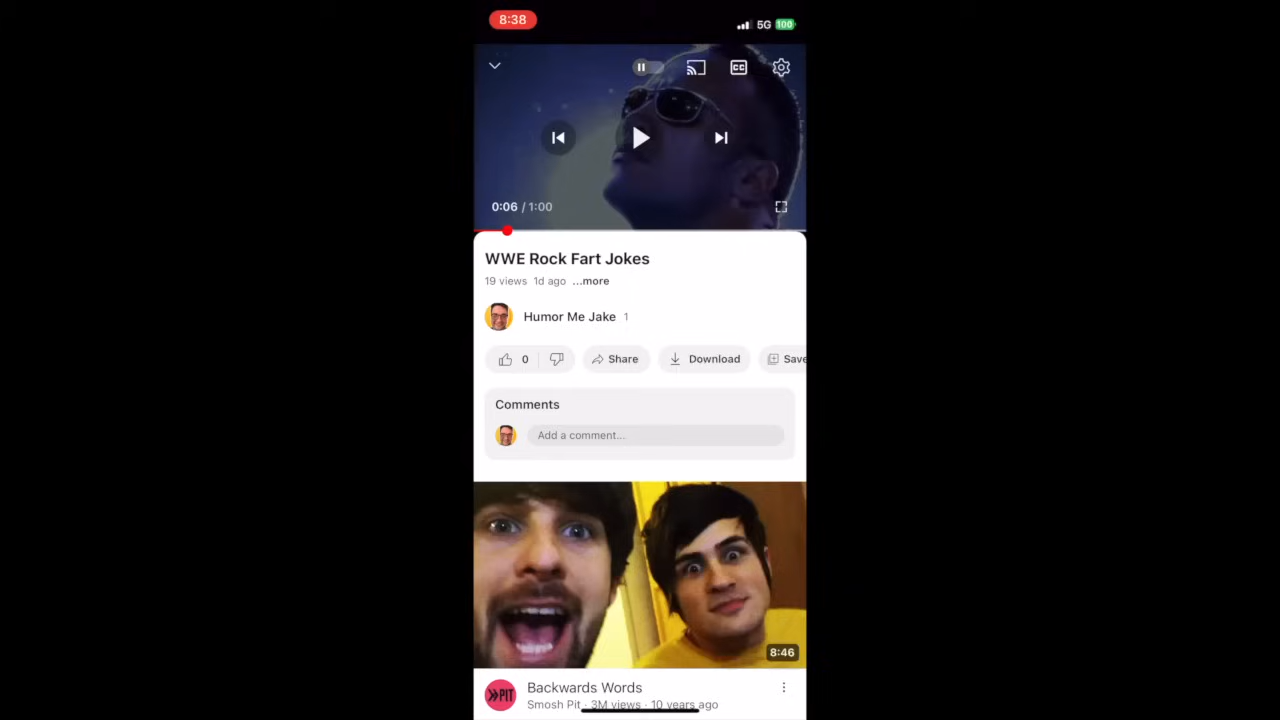 8:38
5G 100
CC
0:06 / 1:00
WWE Rock Fart Jokes
19 views 1d ago ...more
Humor Me Jake 1
0 Share Download Save
Comments
Add a comment...
8:46
PIT
Backwards Words
Smosh Pit · 3M views · 10 years ago